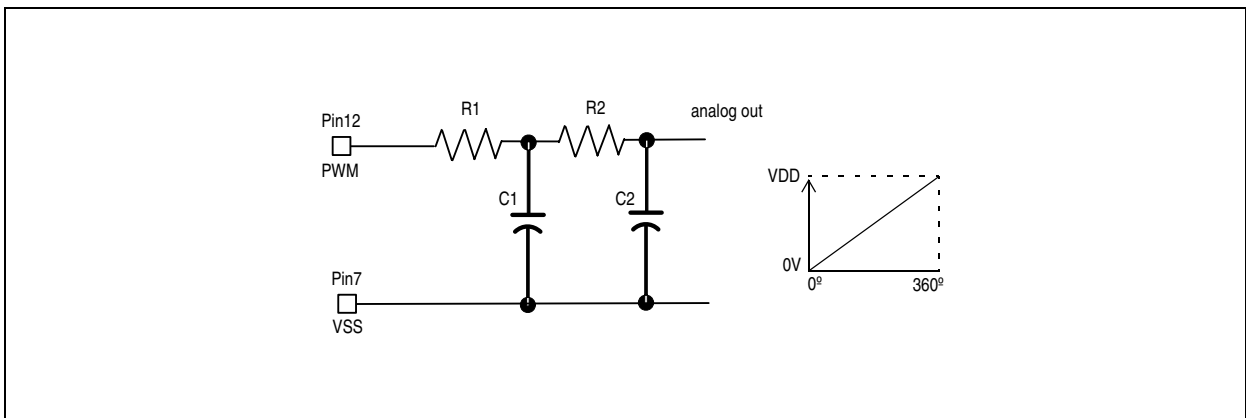 R1
R2
analog out
Pin12
PWM
C1
C2
VDD
0V
0º
360º
Pin7
VSS